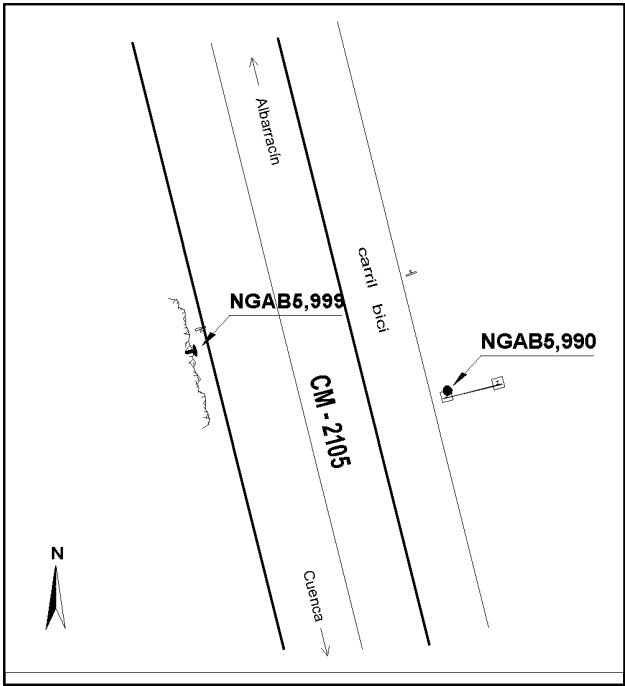 Albarracín
carril bici
NGAB5,999
NGAB5,990
CM - 2105
N
Cuenca